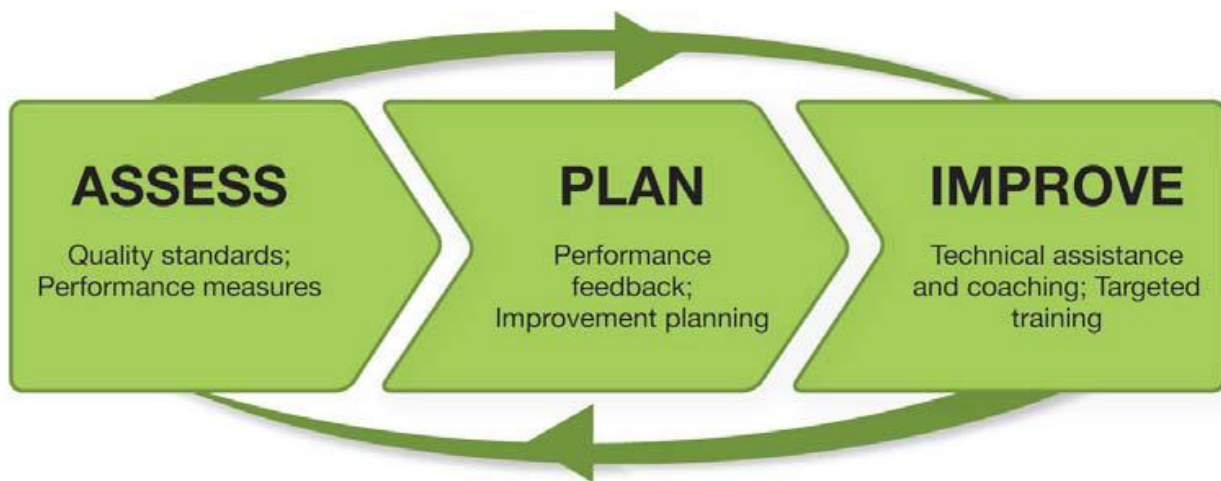 ASSESS
Quality standards;
Performance measures
PLAN
Performance
feedback;
Improvement planning
IMPROVE
Technical assistance
and coaching; Targeted
training